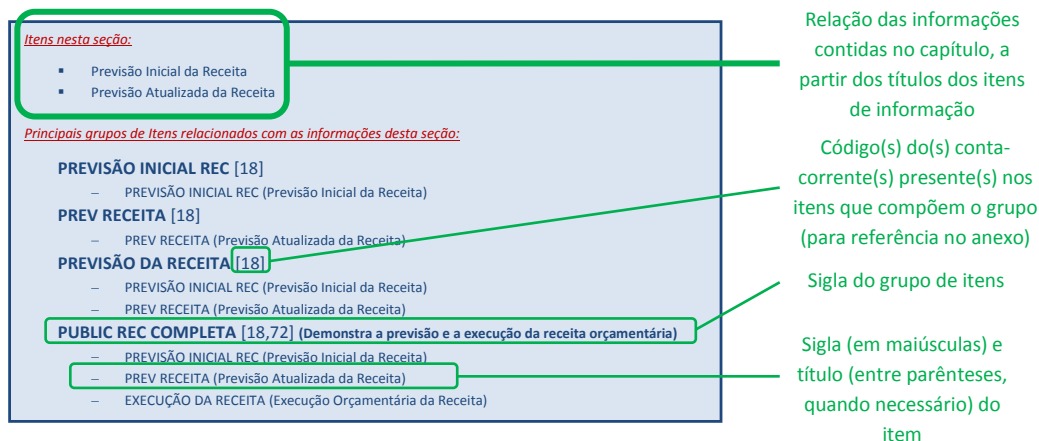 Itens nesta seção:
▪ Previsão Inicial da Receita
▪ Previsão Atualizada da Receita
Principais grupos de Itens relacionados com as informações desta seção:
PREVISÃO INICIAL REC [18]
– PREVISÃO INICIAL REC (Previsão Inicial da Receita)
PREV RECEITA [18]
– PREV RECEITA (Previsão Atualizada da Receita)
PREVISÃO DA RECEITA [18]
– PREVISÃO INICIAL REC (Previsão Inicial da Receita)
– PREV RECEITA (Previsão Atualizada da Receita)
PUBLIC REC COMPLETA [18,72] (Demonstra a previsão e a execução da receita orçamentária)
– PREVISÃO INICIAL REC (Previsão Inicial da Receita)
– PREV RECEITA (Previsão Atualizada da Receita)
– EXECUÇÃO DA RECEITA (Execução Orçamentária da Receita)
Relação das informações
contidas no capítulo, a
partir dos títulos dos itens
de informação
Código(s) do(s) conta-
corrente(s) presente(s) nos
itens que compõem o grupo
(para referência no anexo)
Sigla do grupo de itens
Sigla (em maiúsculas) e
título (entre parênteses,
quando necessário) do
item